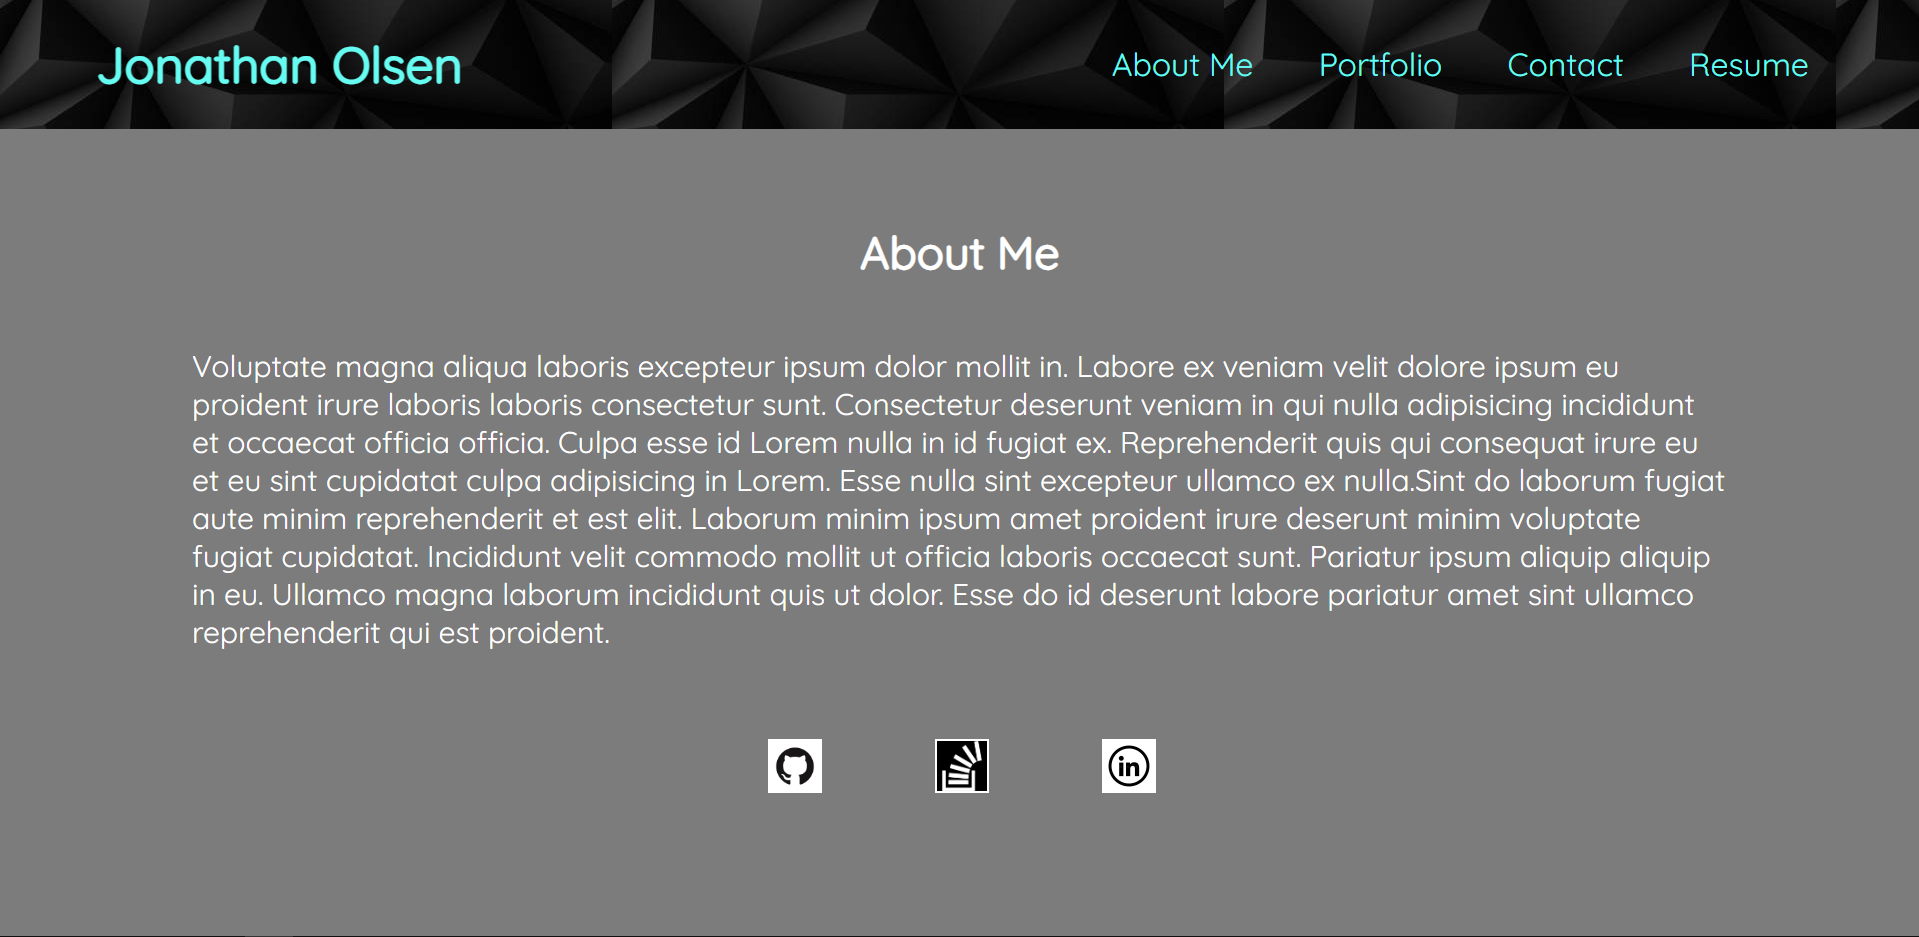 Jonathan Olsen
About Me Portfolio Contact Resume
About Me
Voluptate magna aliqua laboris excepteur ipsum dolor mollit in. Labore ex veniam velit dolore ipsum eu
proident irure laboris laboris consectetur sunt. Consectetur deserunt veniam in qui nulla adipisicing incididunt
et occaecat officia officia. Culpa esse id Lorem nulla in id fugiat ex. Reprehenderit quis qui consequat irure eu
et eu sint cupidatat culpa adipisicing in Lorem. Esse nulla sint excepteur ullamco ex nulla.Sint do laborum fugiat
aute minim reprehenderit et est elit. Laborum minim ipsum amet proident irure deserunt minim voluptate
fugiat cupidatat. Incididunt velit commodo mollit ut officia laboris occaecat sunt. Pariatur ipsum aliquip aliquip
in eu. Ullamco magna laborum incididunt quis ut dolor. Esse do id deserunt labore pariatur amet sint ullamco
reprehenderit qui est proident.
in